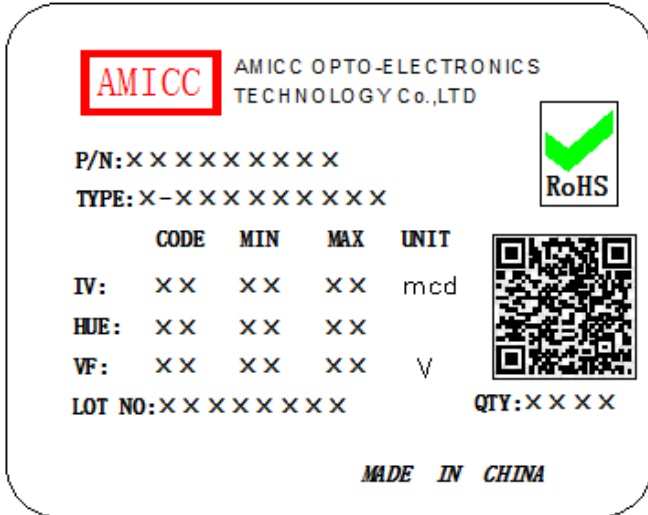 AMICC
AMICC OPTO-ELECTRONICS
TECHNOLOGY Co.,LTD
RoHS
P/N:×××××××××
TYPE:×-×××××××××
CODE MIN MAX UNIT
IV: ×× ×× ×× mcd
HUE: ×× ×× ××
VF: ×× ×× ×× V
LOT NO:×××××××× QTY:××××
MADE IN CHINA